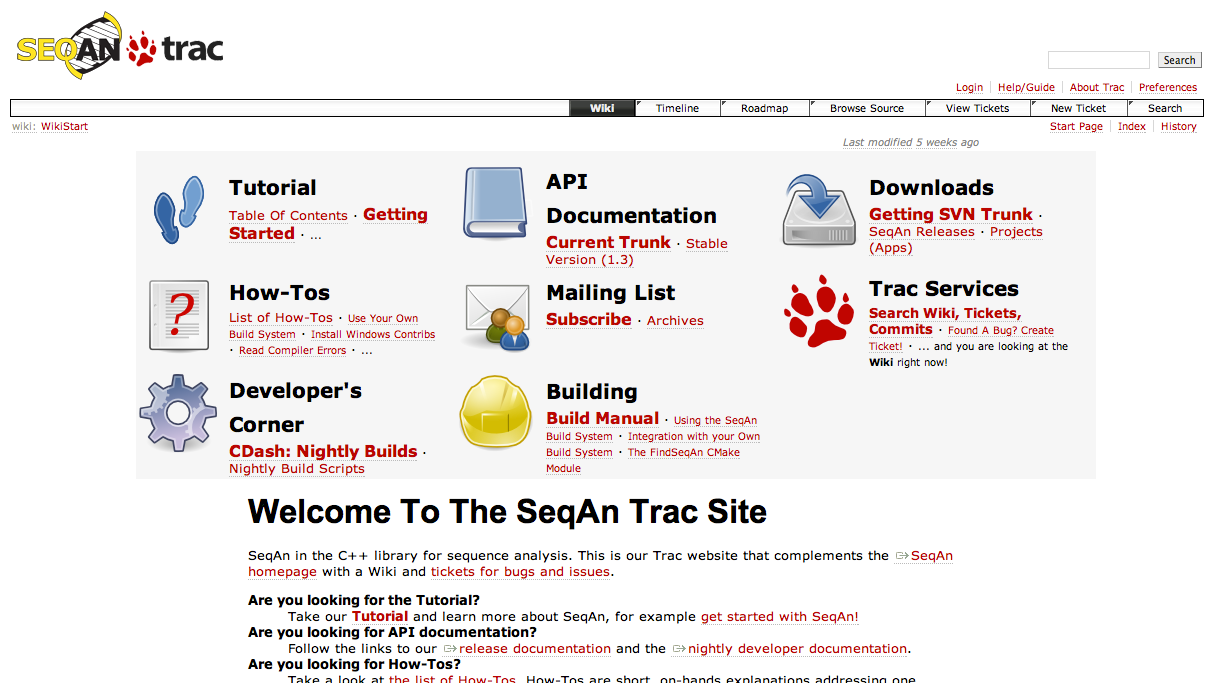 SEQAN trac
Search
Login Help/Guide About Trac Preferences
Wiki Timeline Roadmap Browse Source View Tickets New Ticket Search
wiki: WikiStart
Start Page Index History
Last modified 5 weeks ago
Tutorial
Table Of Contents · Getting
Started · ...
API
Documentation
Current Trunk · Stable
Version (1.3)
Downloads
Getting SVN Trunk ·
SeqAn Releases · Projects
(Apps)
?
How-Tos
List of How-Tos · Use Your Own
Build System · Install Windows Contribs
· Read Compiler Errors · ...
Mailing List
Subscribe · Archives
Trac Services
Search Wiki, Tickets,
Commits · Found A Bug? Create
Ticket! · ... and you are looking at the
Wiki right now!
Developer's
Corner
CDash: Nightly Builds ·
Nightly Build Scripts
Building
Build Manual · Using the SeqAn
Build System · Integration with your Own
Build System · The FindSeqAn CMake
Module
Welcome To The SeqAn Trac Site
SeqAn in the C++ library for sequence analysis. This is our Trac website that complements the SeqAn
homepage with a Wiki and tickets for bugs and issues.
Are you looking for the Tutorial?
Take our Tutorial and learn more about SeqAn, for example get started with SeqAn!
Are you looking for API documentation?
Follow the links to our release documentation and the nightly developer documentation.
Are you looking for How-Tos?
Take a look at the list of How-Tos. How-Tos are short, on-hands explanations addressing one